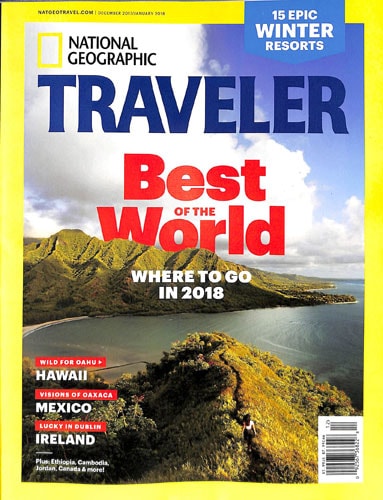 NATGEOTRAVEL.COM | DECEMBER 2017/JANUARY 2018
15 EPIC
WINTER
RESORTS
NATIONAL
GEOGRAPHIC
TRAVELER
Best
OF THE
World
WHERE TO GO
IN 2018
WILD FOR OAHU
HAWAII
VISIONS OF OAXACA
MEXICO
LUCKY IN DUBLIN
IRELAND
Plus: Ethiopia, Cambodia,
Jordan, Canada & more!